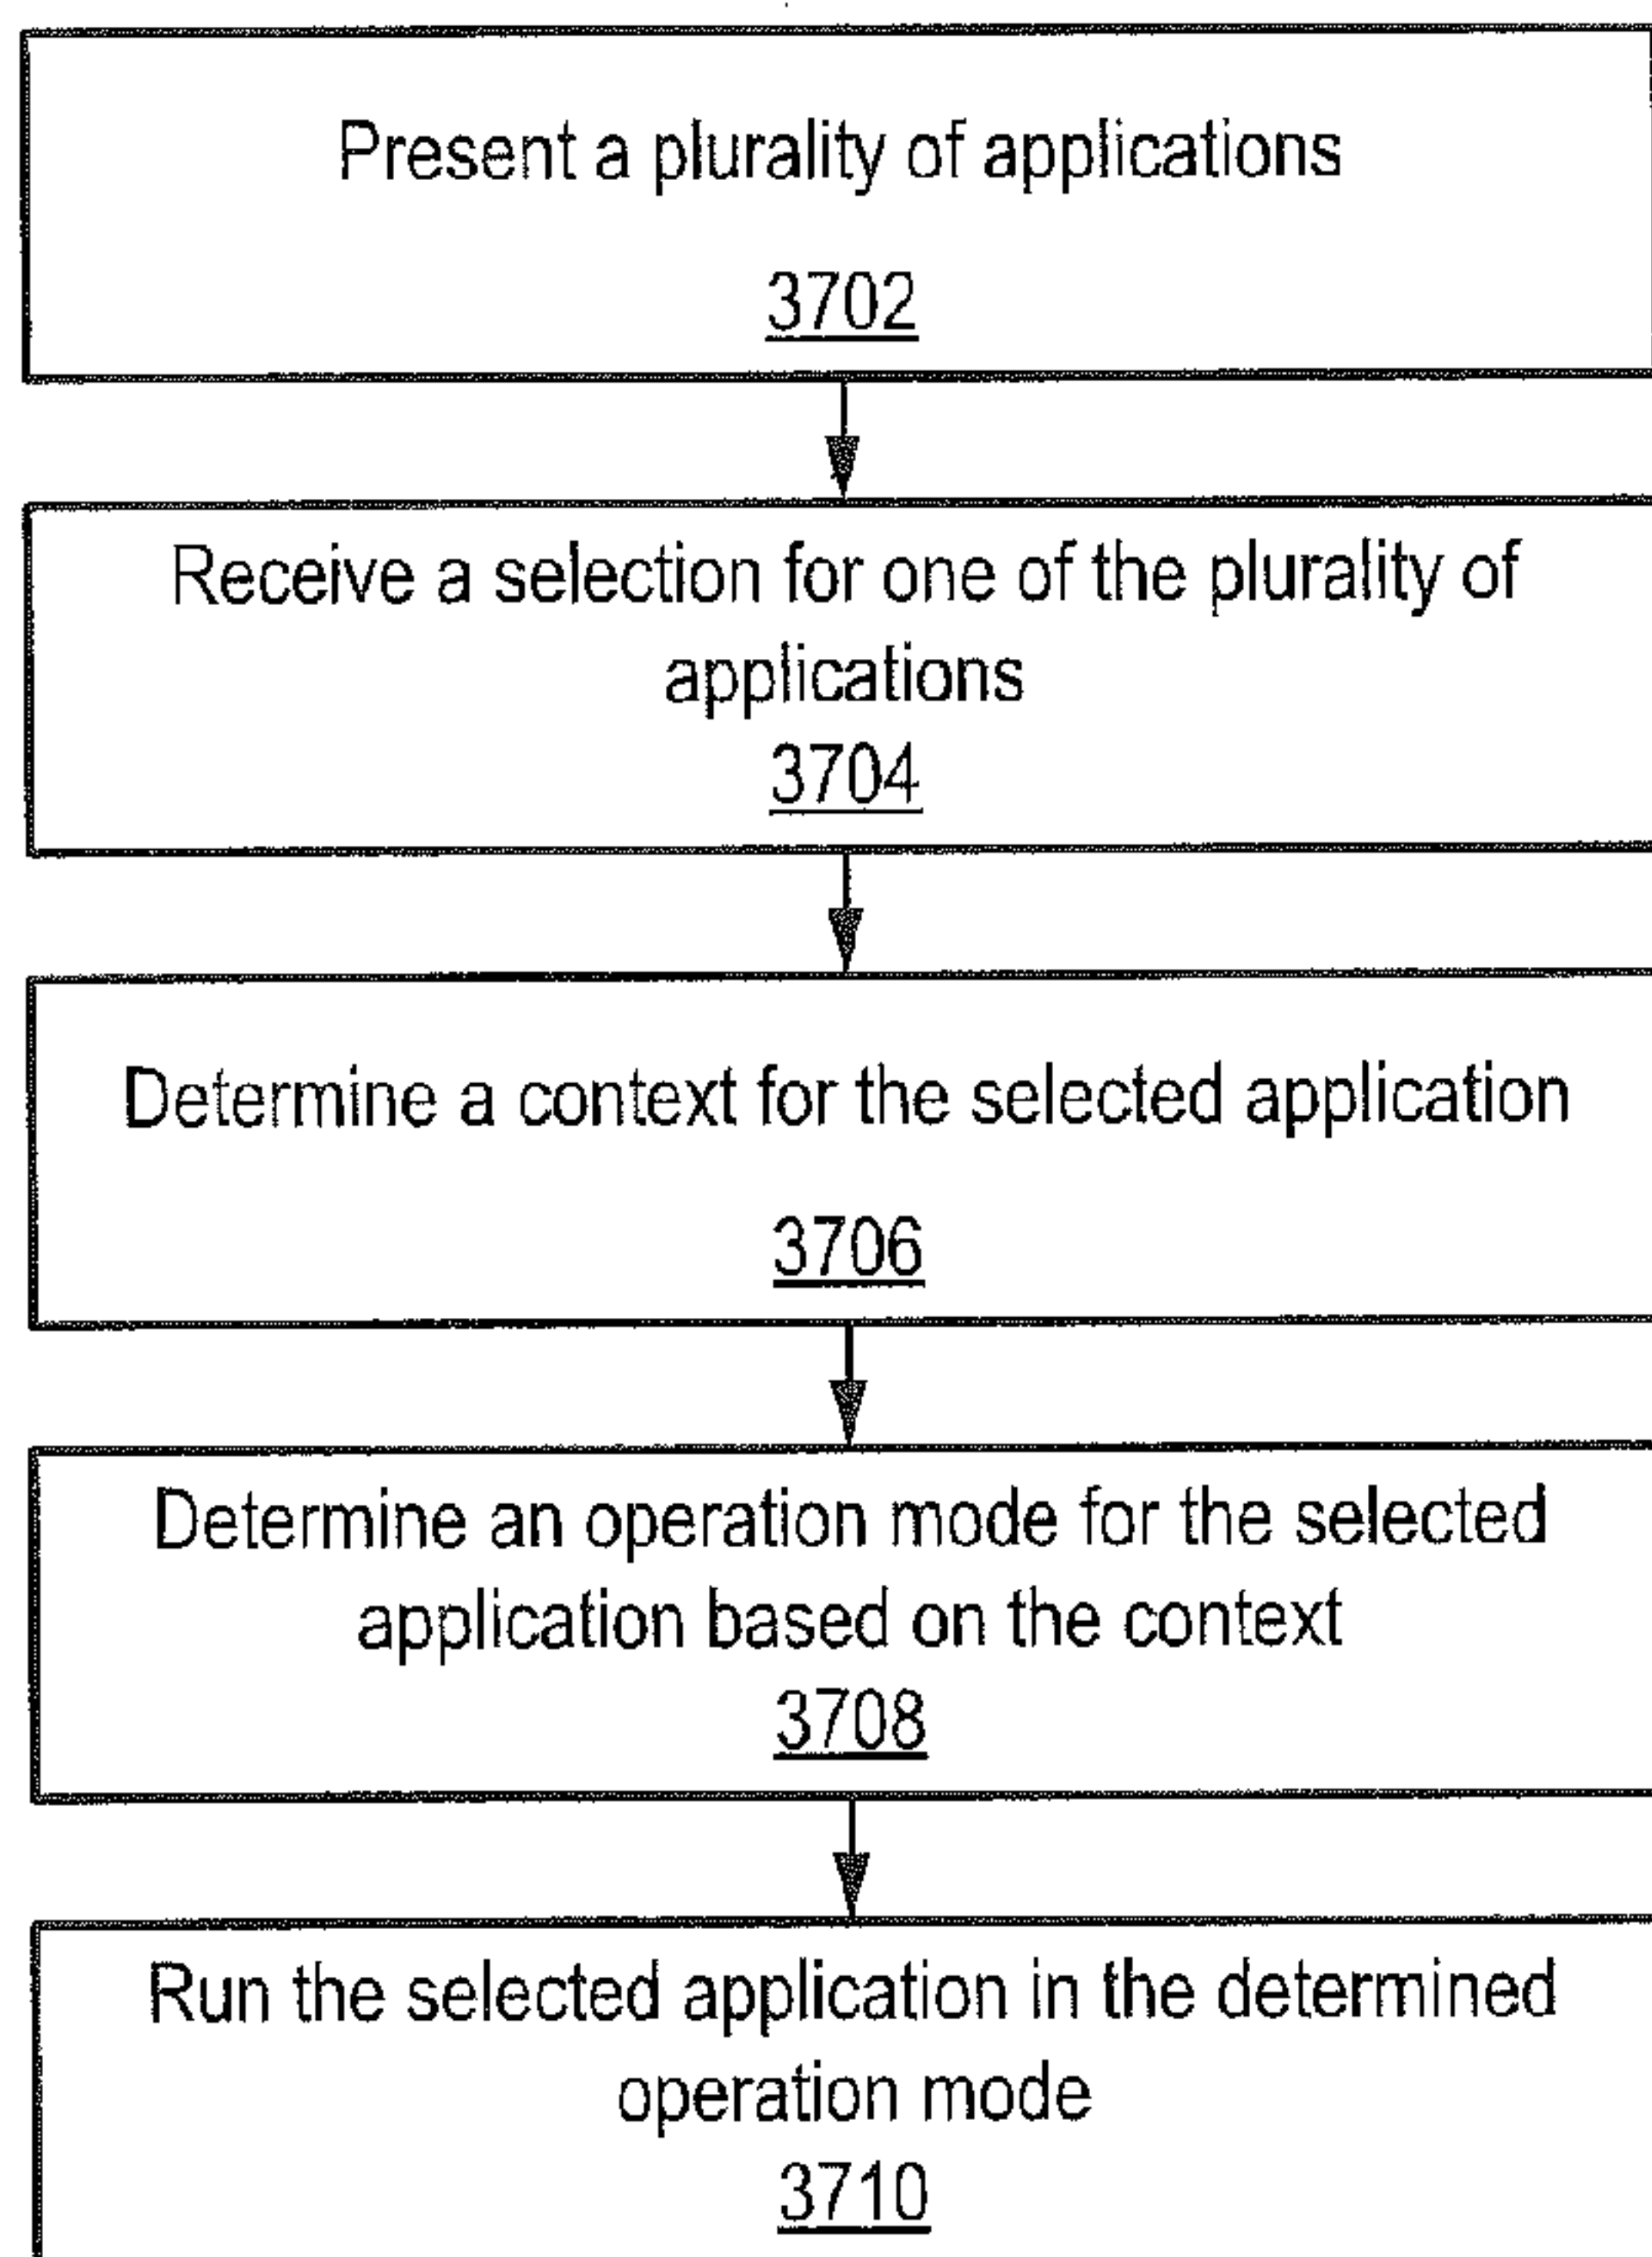 Present a plurality of applications
3702
Receive a selection for one of the plurality of
applications
3704
Determine a context for the selected application
3706
Determine an operation mode for the selected
application based on the context
3708
Run the selected application in the determined
operation mode
3710